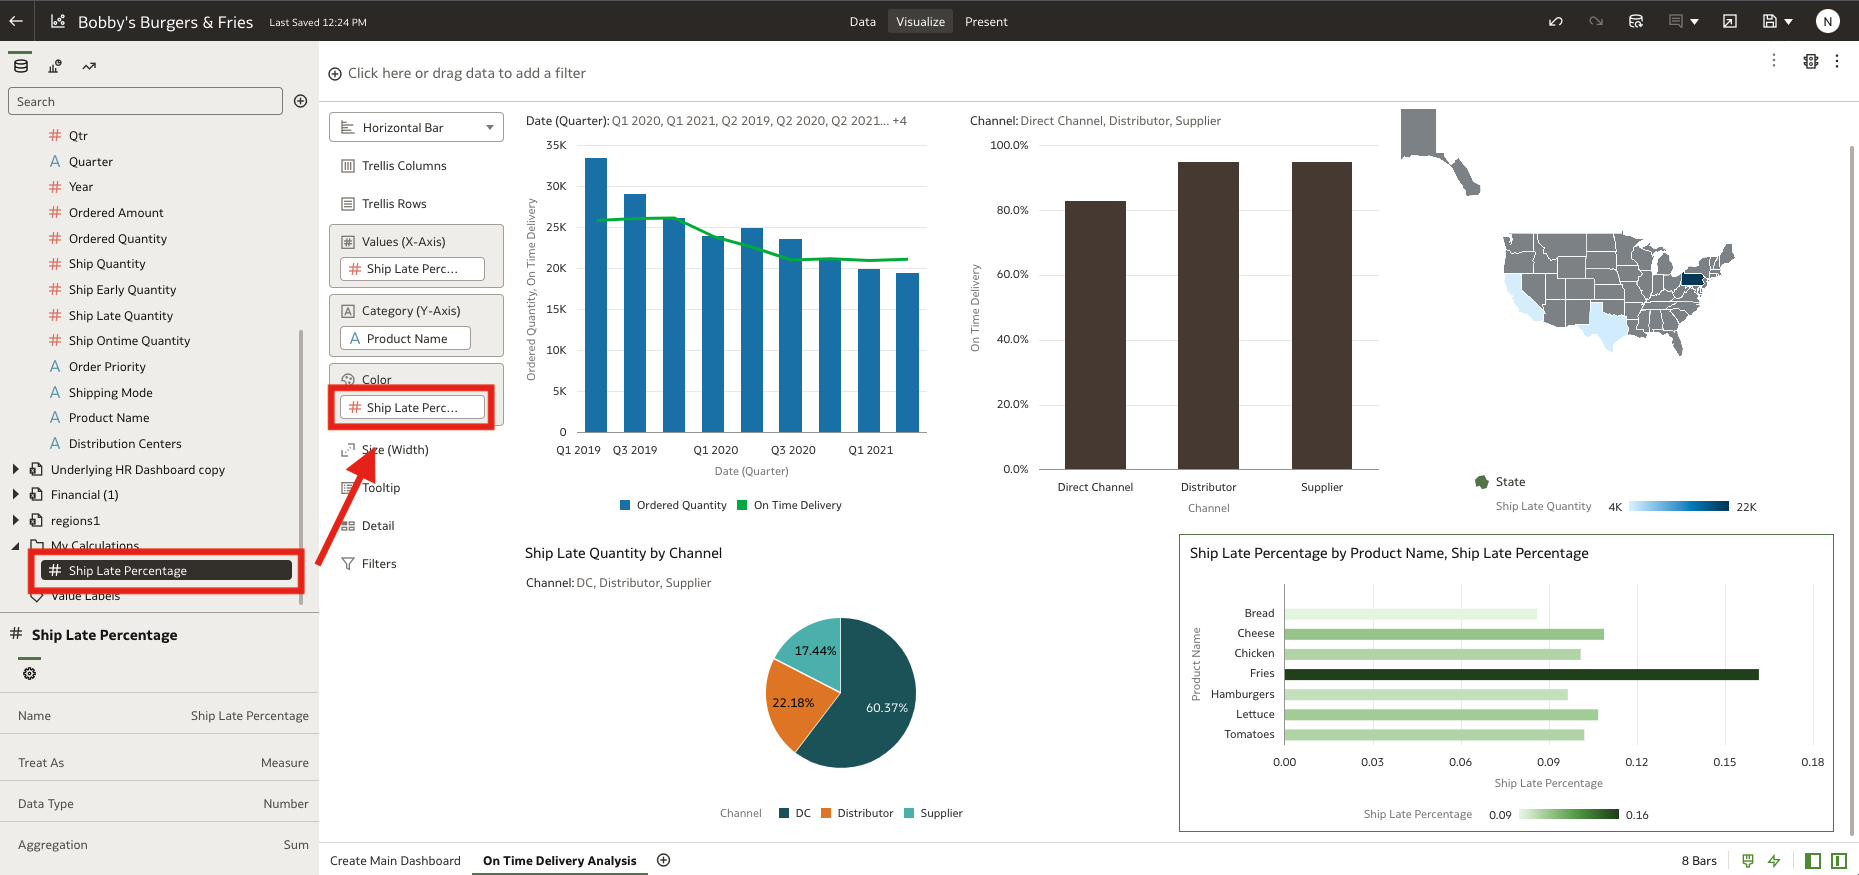 Bobby's Burgers & Fries
Last Saved 12:24 PM
Data
Visualize
Present
N
Search
Qtr
Quarter
Year
Ordered Amount
Ordered Quantity
Ship Quantity
Ship Early Quantity
Ship Late Quantity
Ship Ontime Quantity
Order Priority
Shipping Mode
Product Name
Distribution Centers
Underlying HR Dashboard copy
Financial (1)
regions1
My Calculations
Ship Late Percentage
Value Labels
Ship Late Percentage
Name
Ship Late Percentage
Treat As
Measure
Data Type
Number
Aggregation
Sum
Click here or drag data to add a filter
Horizontal Bar
Trellis Columns
Trellis Rows
Values (X-Axis)
Ship Late Perc...
Category (Y-Axis)
Product Name
Color
Ship Late Perc...
Size (Width)
Tooltip
Detail
Filters
Date (Quarter): Q1 2020, Q1 2021, Q2 2019, Q2 2020, Q2 2021... +4
35K
30K
25K
20K
15K
10K
5K
0
Ordered Quantity, On Time Delivery
Q1 2019
Q3 2019
Q1 2020
Q3 2020
Q1 2021
Date (Quarter)
Ordered Quantity
On Time Delivery
Channel: Direct Channel, Distributor, Supplier
100.0%
80.0%
60.0%
40.0%
20.0%
0.0%
On Time Delivery
Direct Channel
Distributor
Supplier
Channel
State
Ship Late Quantity
4K
22K
Ship Late Quantity by Channel
Channel: DC, Distributor, Supplier
17.44%
22.18%
60.37%
Channel
DC
Distributor
Supplier
Ship Late Percentage by Product Name, Ship Late Percentage
Product Name
Bread
Cheese
Chicken
Fries
Hamburgers
Lettuce
Tomatoes
0.00
0.03
0.06
0.09
0.12
0.15
0.18
Ship Late Percentage
Ship Late Percentage
0.09
0.16
Create Main Dashboard
On Time Delivery Analysis
8 Bars